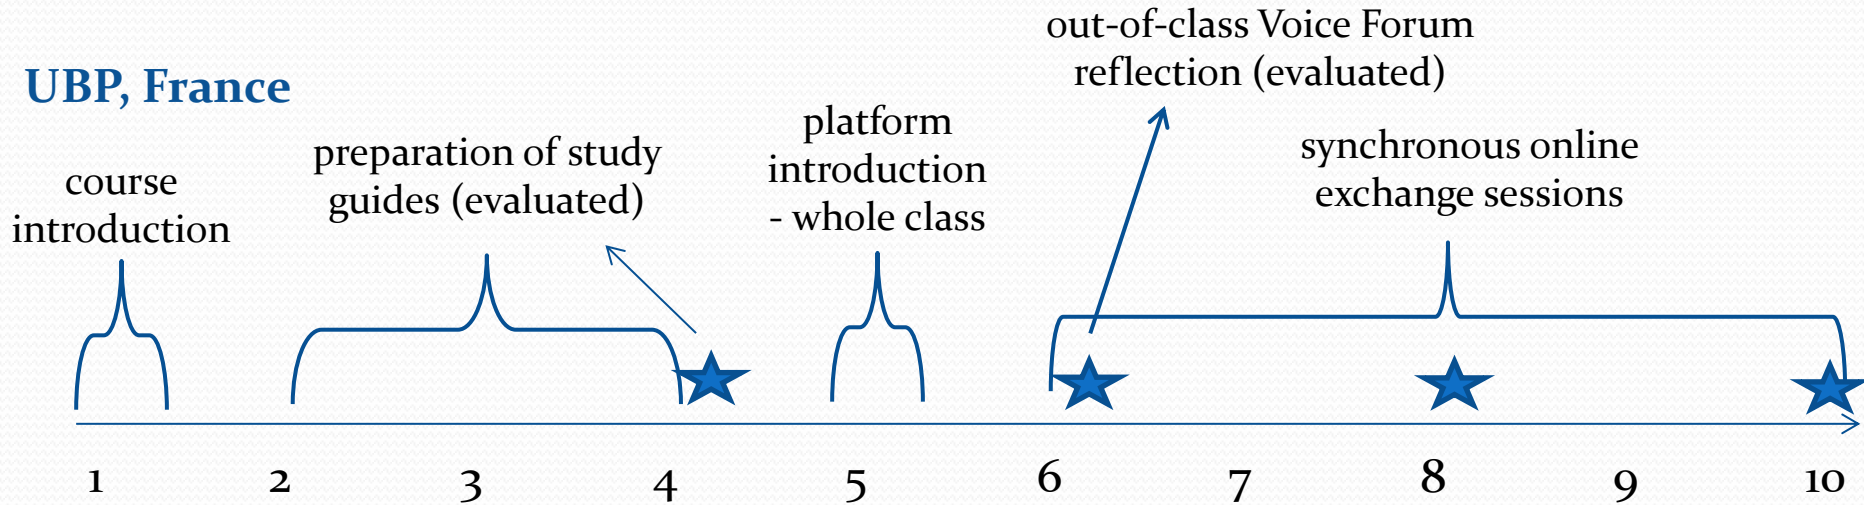 UBP, France
course
introduction
preparation of study
guides (evaluated)
platform
introduction
- whole class
out-of-class Voice Forum
reflection (evaluated)
synchronous online
exchange sessions
1 2 3 4 5 6 7 8 9 10